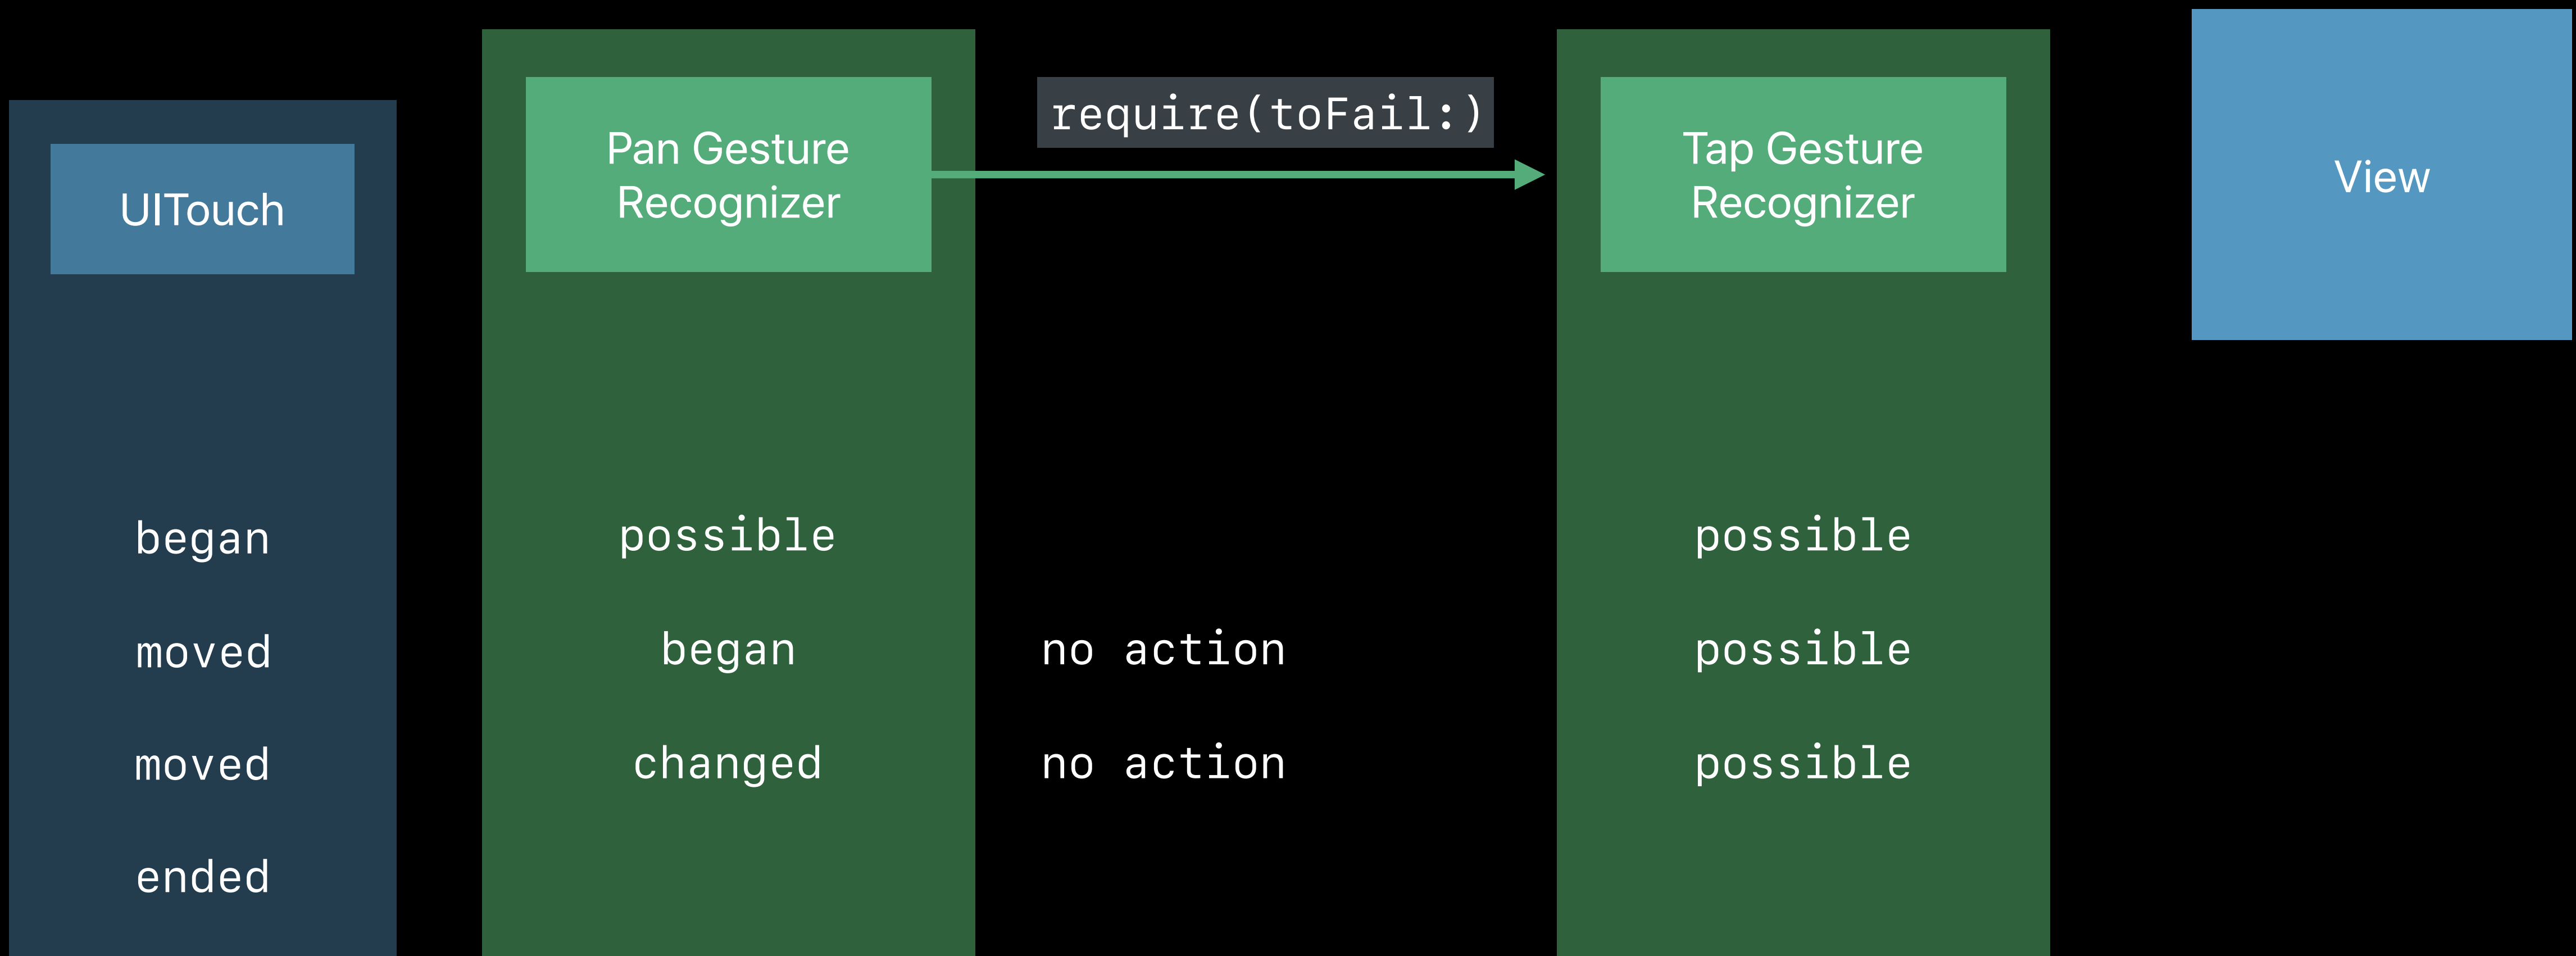 UITouch
Pan Gesture
Recognizer
require(toFail:)
Tap Gesture
Recognizer
View
began
possible
possible
moved
began
no action
possible
moved
changed
no action
possible
ended